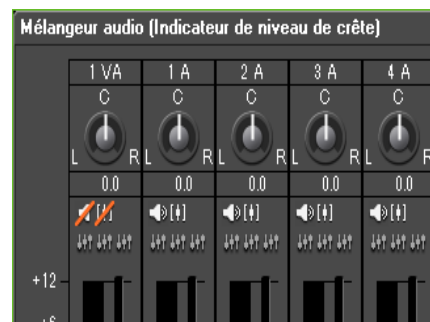 Mélangeur audio (Indicateur de niveau de crête)
1 VA 1 A 2 A 3 A 4 A
C C C C C
L R L R L R L R L R
0.0 0.0 0.0 0.0 0.0
+12
+6